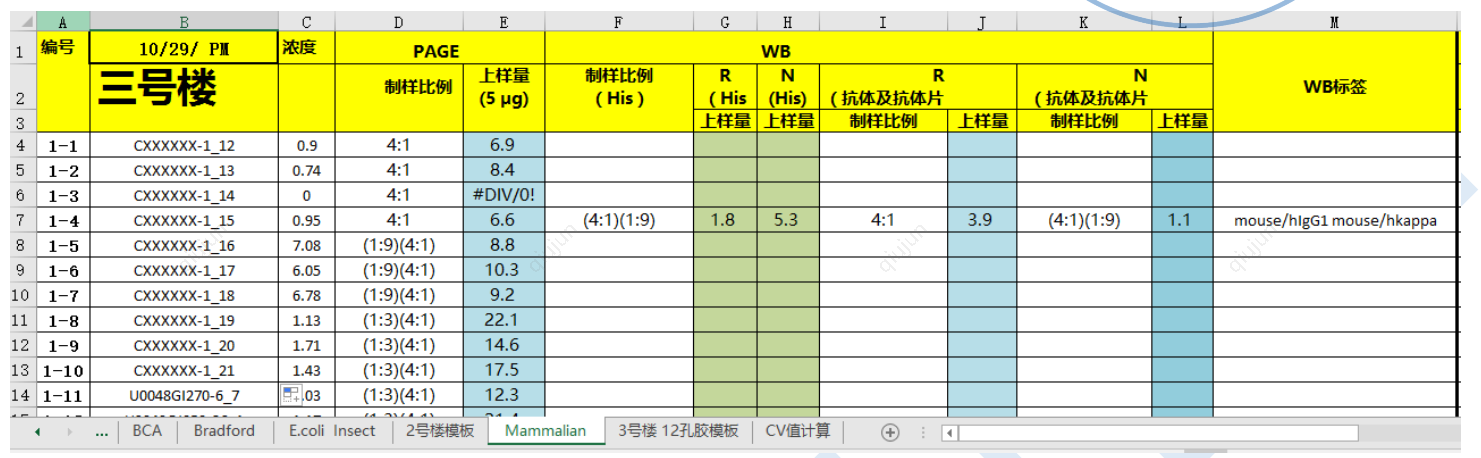 A B C D E F G H I J K L M
1 编号 10/29/ PM 浓度 PAGE WB
2 三号楼 制样比例 上样量 (5 μg) 制样比例 ( His ) R ( His N (His) R ( 抗体及抗体片 N ( 抗体及抗体片 WB标签
3 上样量 上样量 制样比例 上样量 制样比例 上样量
4 1-1 CXXXXXX-1_12 0.9 4:1 6.9
5 1-2 CXXXXXX-1_13 0.74 4:1 8.4
6 1-3 CXXXXXX-1_14 0 4:1 #DIV/0!
7 1-4 CXXXXXX-1_15 0.95 4:1 6.6 (4:1)(1:9) 1.8 5.3 4:1 3.9 (4:1)(1:9) 1.1 mouse/hIgG1 mouse/hkappa
8 1-5 CXXXXXX-1_16 7.08 (1:9)(4:1) 8.8
9 1-6 CXXXXXX-1_17 6.05 (1:9)(4:1) 10.3
10 1-7 CXXXXXX-1_18 6.78 (1:9)(4:1) 9.2
11 1-8 CXXXXXX-1_19 1.13 (1:3)(4:1) 22.1
12 1-9 CXXXXXX-1_20 1.71 (1:3)(4:1) 14.6
13 1-10 CXXXXXX-1_21 1.43 (1:3)(4:1) 17.5
14 1-11 U0048GI270-6_7 .03 (1:3)(4:1) 12.3
... BCA Bradford E.coli Insect 2号楼模板 Mammalian 3号楼 12孔胶模板 CV值计算